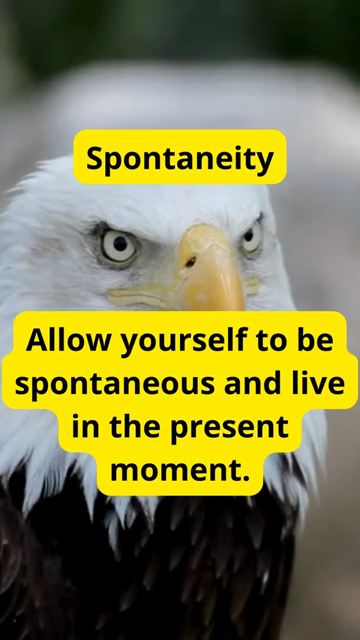 Spontaneity
Allow yourself to be
spontaneous and live
in the present
moment.